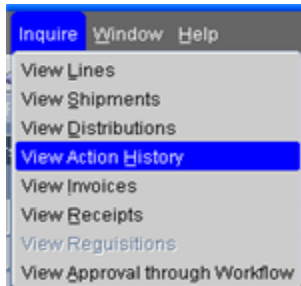 Inquire Window Help
View Lines
View Shipments
View Distributions
View Action History
View Invoices
View Receipts
View Requisitions
View Approval through Workflow